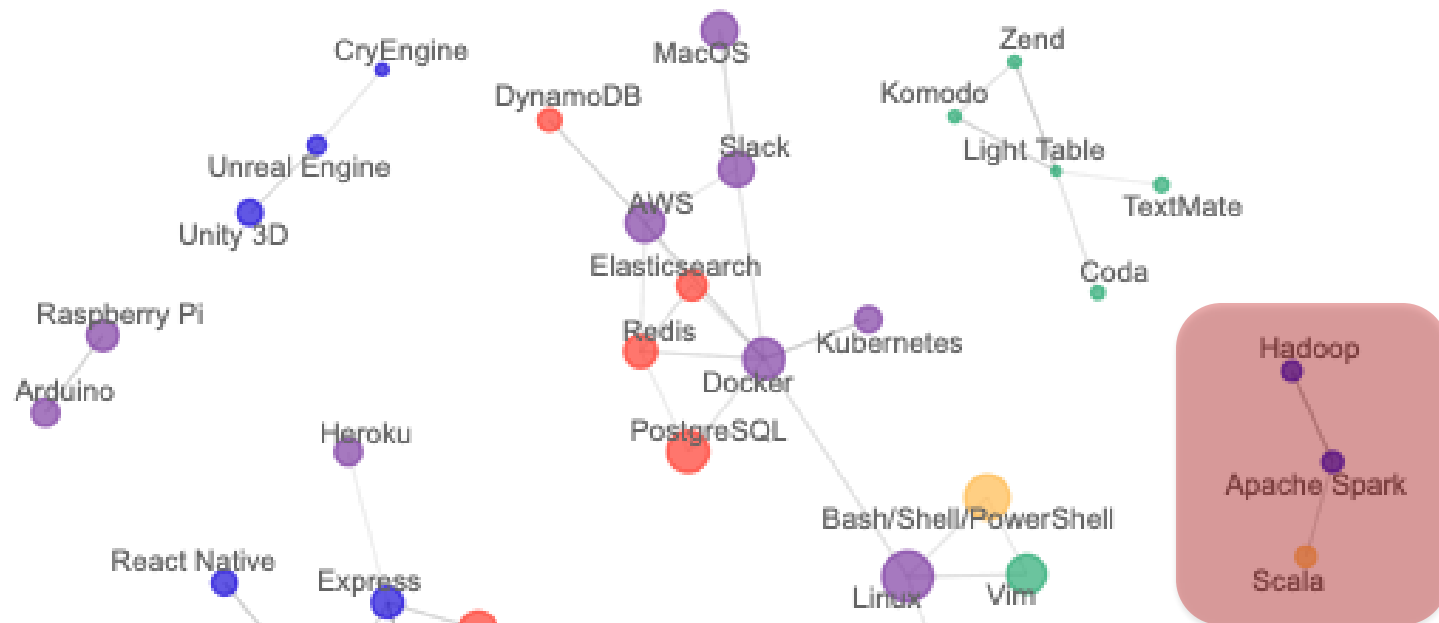 Zend
CryEngine
MacOS
Komodo
DynamoDB
Slack
Light Table
Unreal Engine
AWS
TextMate
Unity 3D
Elasticsearch
Coda
Raspberry Pi
Redis
Kubernetes
Hadoop
Docker
Arduino
Heroku
PostgreSQL
Apache Spark
Bash/Shell/PowerShell
React Native
Express
Scala
Linux
Vim